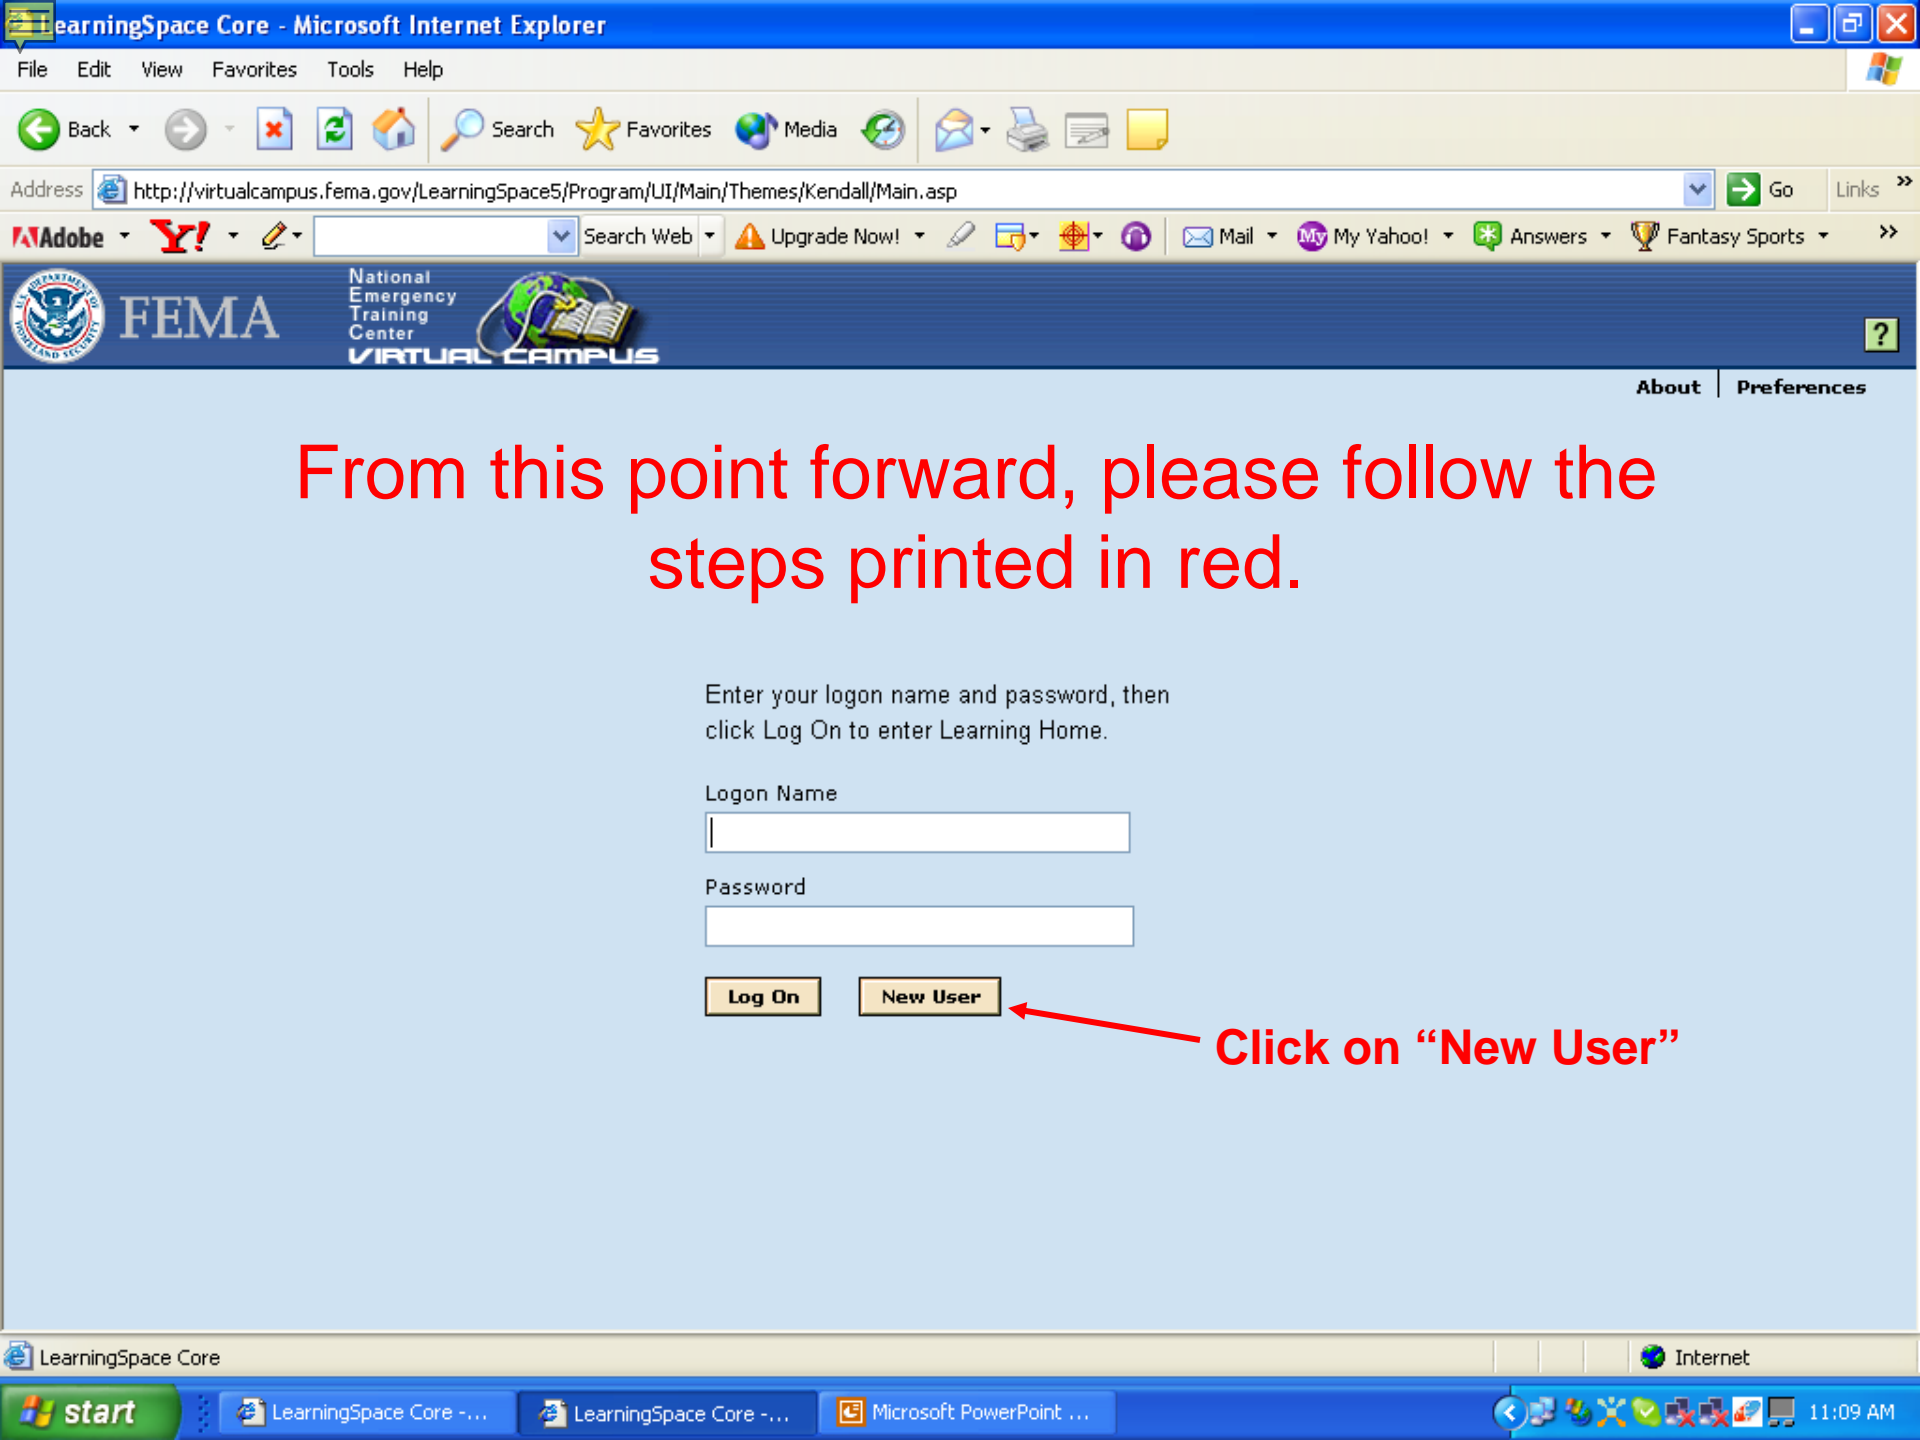 LearningSpace Core - Microsoft Internet Explorer
File Edit View Favorites Tools Help
Back Search Favorites Media
Address http://virtualcampus.fema.gov/LearningSpace5/Program/UI/Main/Themes/Kendall/Main.asp Go Links »
Adobe Y! Search Web Upgrade Now! Mail My My Yahoo! Answers Fantasy Sports »
U.S. DEPARTMENT OF HOMELAND SECURITY
FEMA
National
Emergency
Training
Center
VIRTUAL CAMPUS
?
About Preferences
From this point forward, please follow the
steps printed in red.
Enter your logon name and password, then
click Log On to enter Learning Home.
Logon Name
Password
Log On New User
Click on “New User”
LearningSpace Core Internet
start LearningSpace Core -... LearningSpace Core -... Microsoft PowerPoint ... 11:09 AM